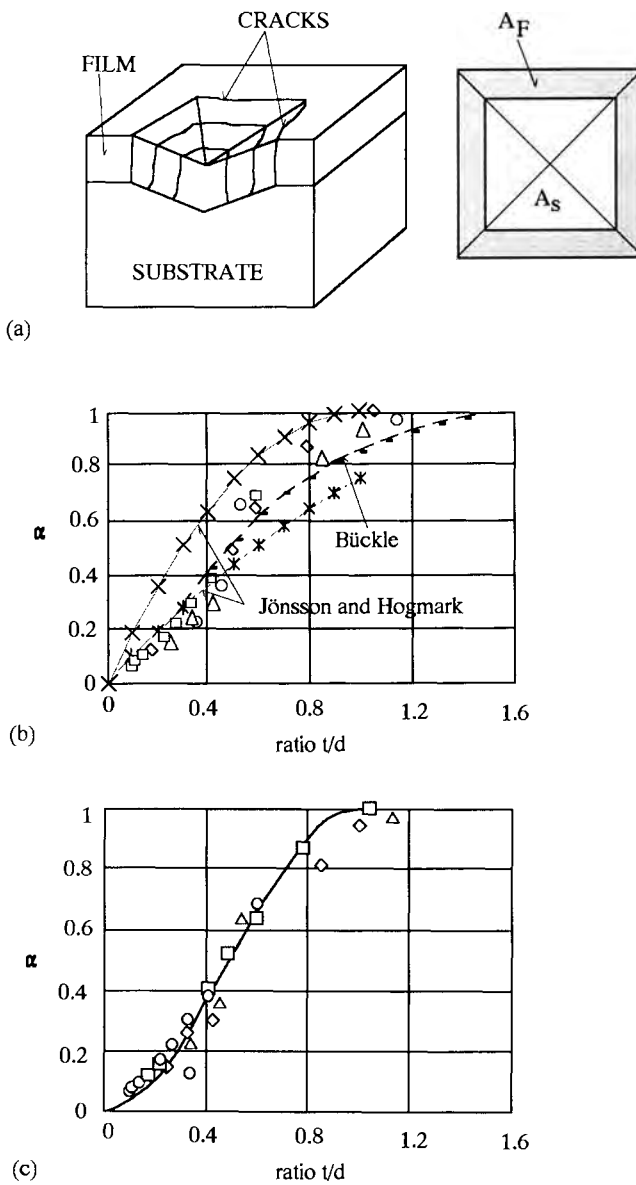 CRACKS
FILM
SUBSTRATE
A_F
A_S
(a)
1
0.8
0.6
0.4
0.2
0
α
0 0.4 0.8 1.2 1.6
ratio t/d
Bückle
Jönsson and Hogmark
(b)
1
0.8
0.6
0.4
0.2
0
α
0 0.4 0.8 1.2 1.6
ratio t/d
(c)